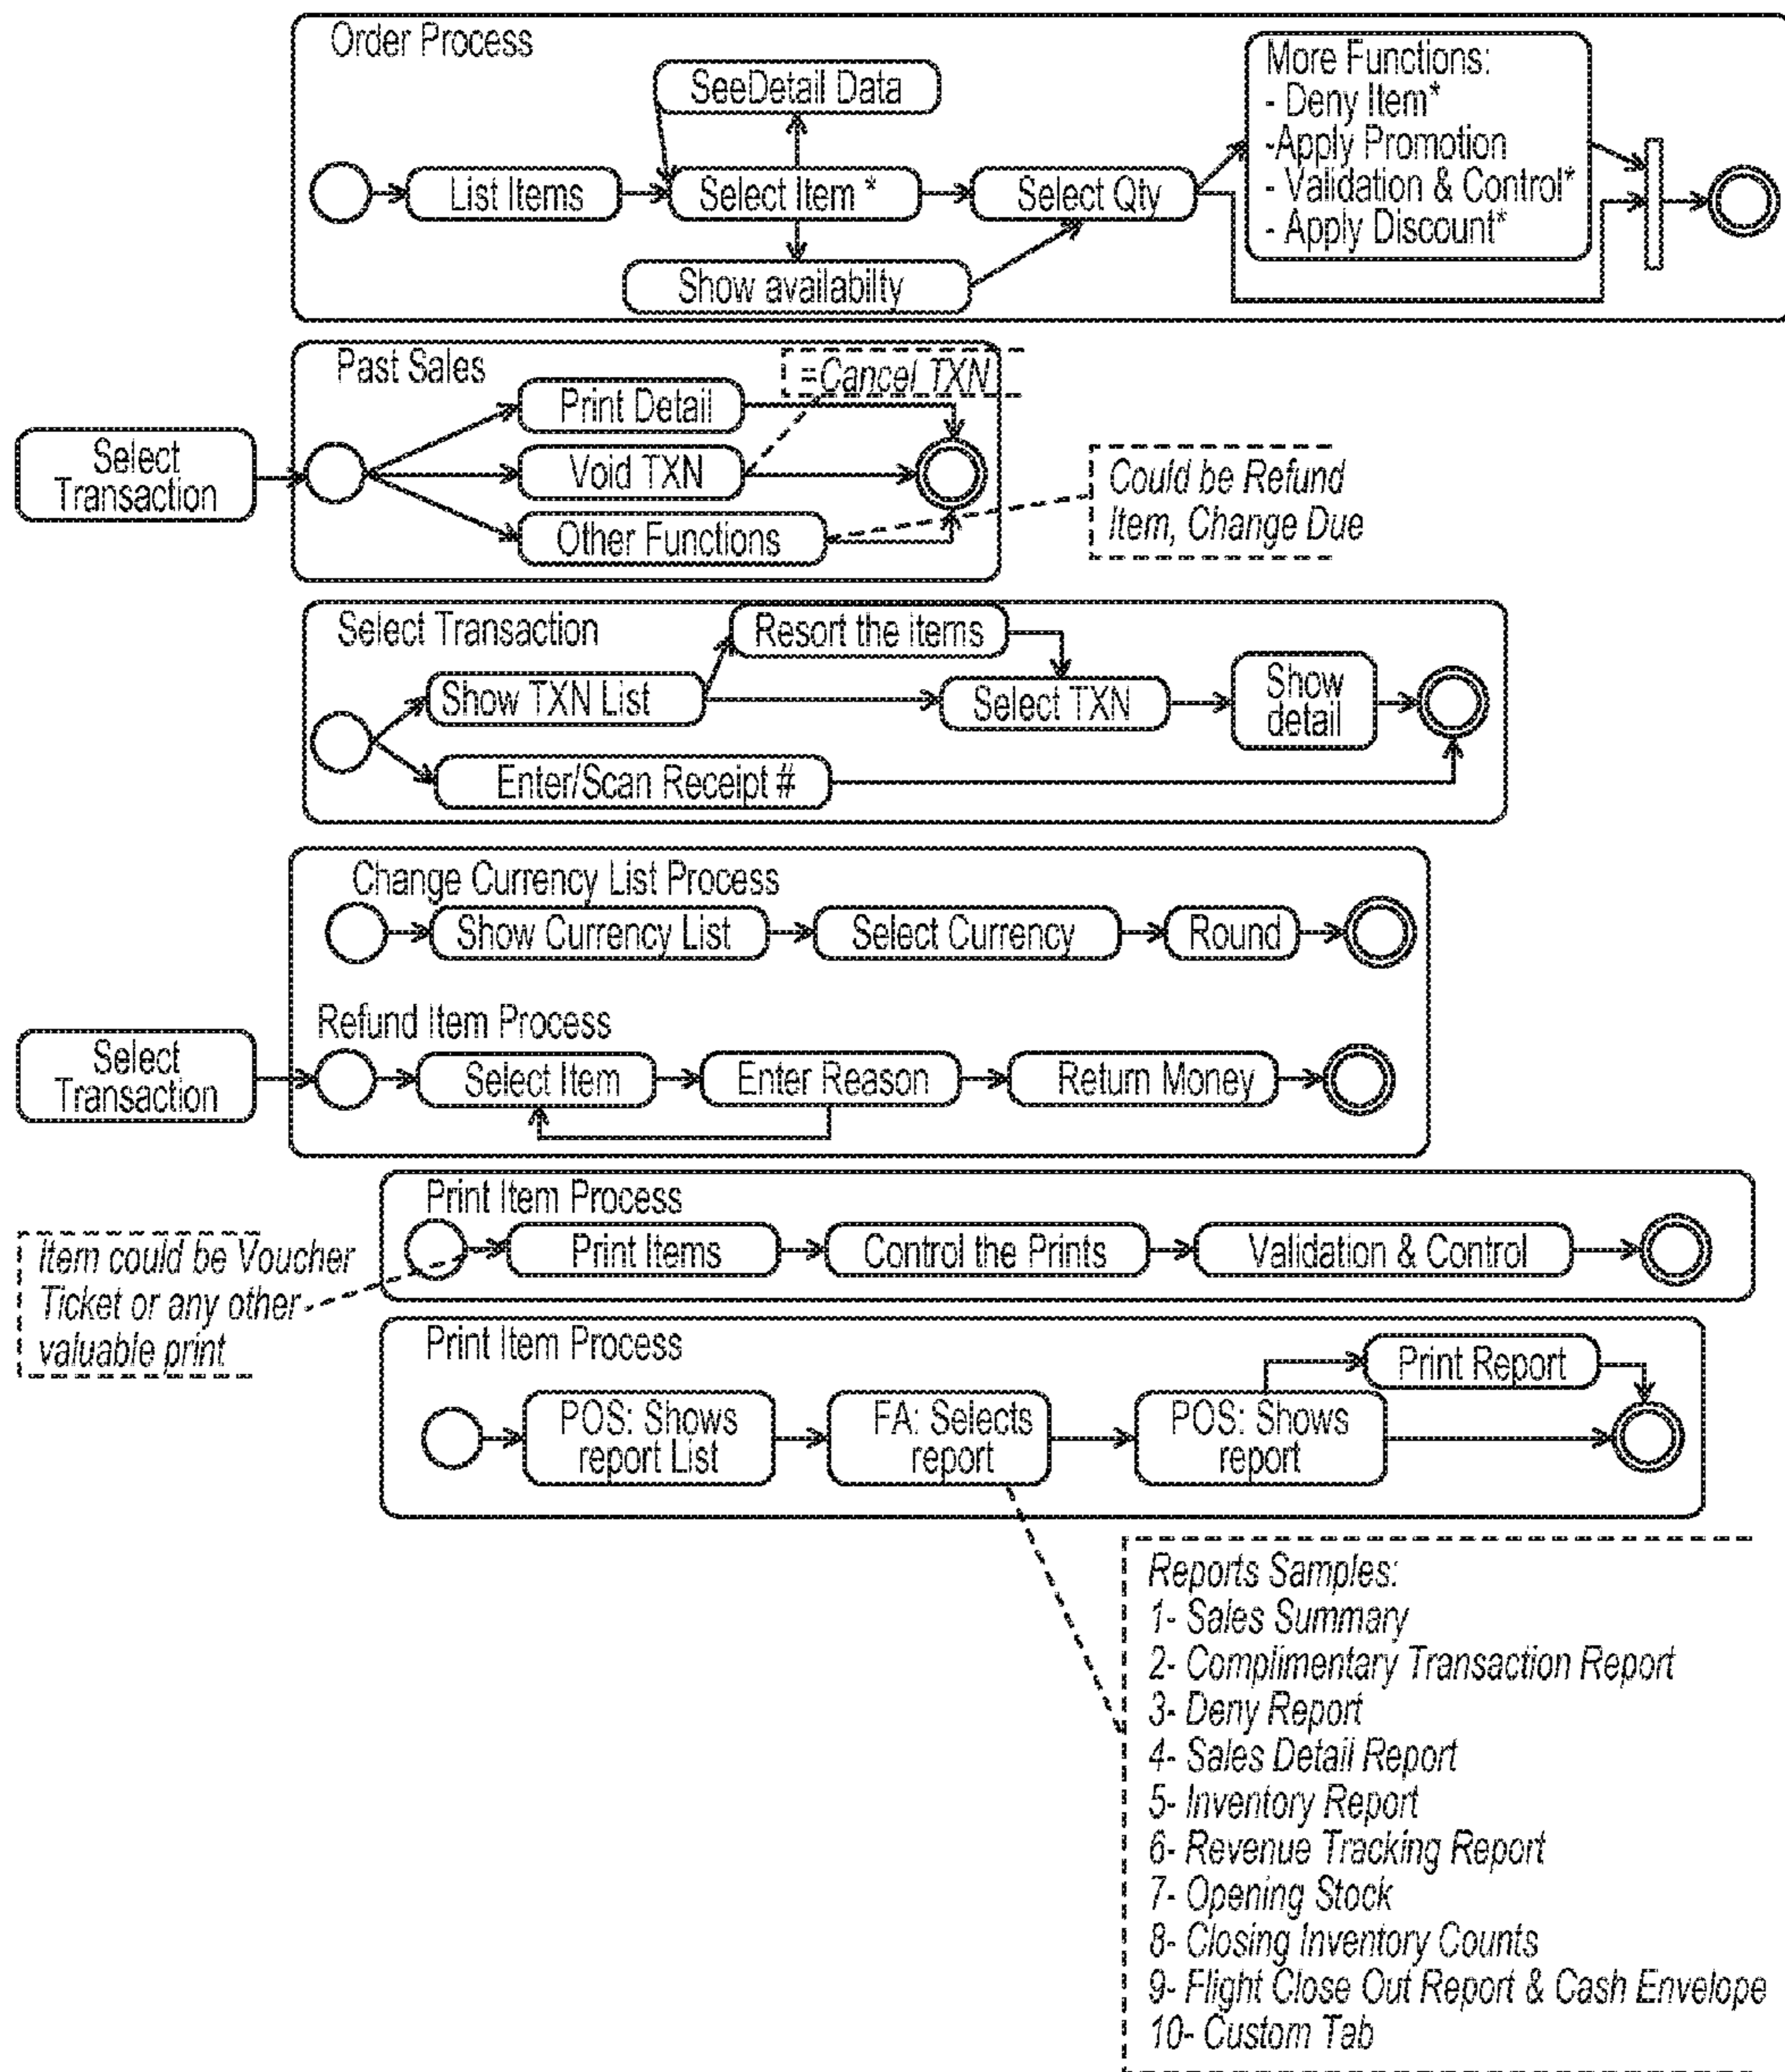 Order Process
SeeDetail Data
List Items
Select Item *
Select Qty
Show availabilty
More Functions:
- Deny Item*
-Apply Promotion
- Validation & Control*
- Apply Discount*
Past Sales
=Cancel TXN
Select
Transaction
Print Detail
Void TXN
Other Functions
Could be Refund
Item, Change Due
Select Transaction
Resort the items
Show TXN List
Select TXN
Show
detail
Enter/Scan Receipt #
Change Currency List Process
Show Currency List
Select Currency
Round
Refund Item Process
Select
Transaction
Select Item
Enter Reason
Return Money
Print Item Process
Item could be Voucher
Ticket or any other
valuable print
Print Items
Control the Prints
Validation & Control
Print Item Process
Print Report
POS: Shows
report List
FA: Selects
report
POS: Shows
report
Reports Samples:
1- Sales Summary
2- Complimentary Transaction Report
3- Deny Report
4- Sales Detail Report
5- Inventory Report
6- Revenue Tracking Report
7- Opening Stock
8- Closing Inventory Counts
9- Flight Close Out Report & Cash Envelope
10- Custom Tab